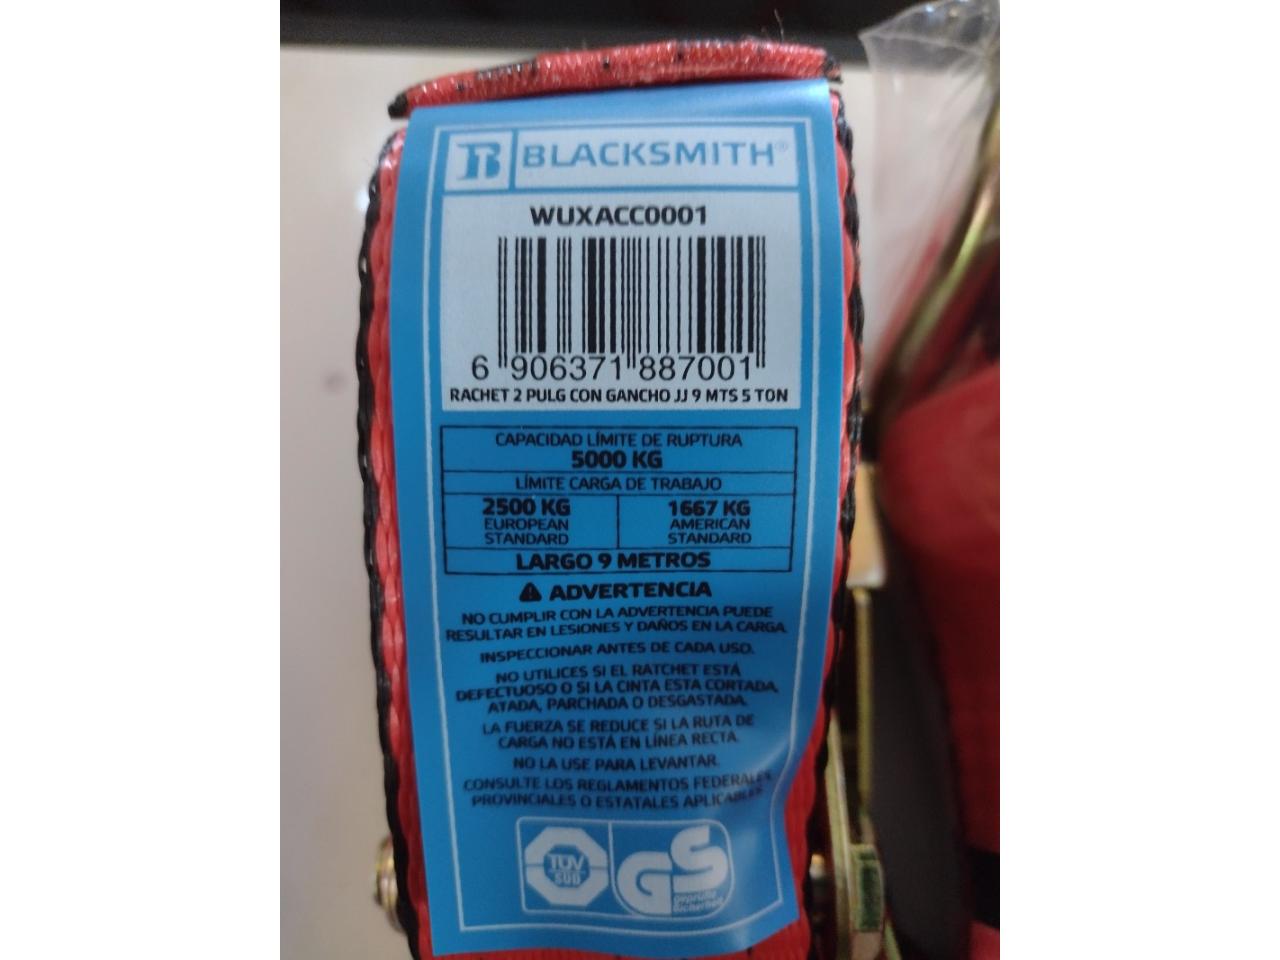 BLACKSMITH®
WUXACC0001
6 906371 887001
RACHET 2 PULG CON GANCHO JJ 9 MTS 5 TON
CAPACIDAD LÍMITE DE RUPTURA
5000 KG
LÍMITE CARGA DE TRABAJO
2500 KG
EUROPEAN
STANDARD
1667 KG
AMERICAN
STANDARD
LARGO 9 METROS
ADVERTENCIA
NO CUMPLIR CON LA ADVERTENCIA PUEDE
RESULTAR EN LESIONES Y DAÑOS EN LA CARGA.
INSPECCIONAR ANTES DE CADA USO.
NO UTILICES SI EL RATCHET ESTÁ
DEFECTUOSO O SI LA CINTA ESTA CORTADA,
ATADA, PARCHADA O DESGASTADA.
LA FUERZA SE REDUCE SI LA RUTA DE
CARGA NO ESTÁ EN LÍNEA RECTA.
NO LA USE PARA LEVANTAR.
CONSULTE LOS REGLAMENTOS FEDERALES
PROVINCIALES O ESTATALES APLICABLES
TÜV
SÜD
GS
geprüfte
Sicherheit